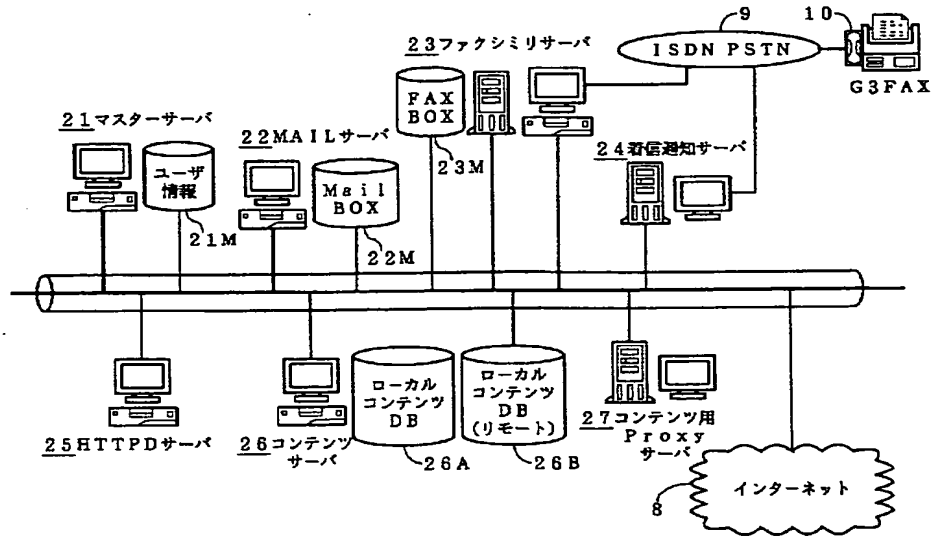 9
10
ISDN PSTN
G3FAX
23ファクシミリサーバ
FAX
BOX
23M
21マスターサーバ
ユーザ
情報
21M
22MAILサーバ
Mail
BOX
22M
24着信通知サーバ
25HTTPDサーバ
26コンテンツ
サーバ
ローカル
コンテンツ
DB
26A
ローカル
コンテンツ
DB
(リモート)
26B
27コンテンツ用
Proxy
サーバ
8
インターネット